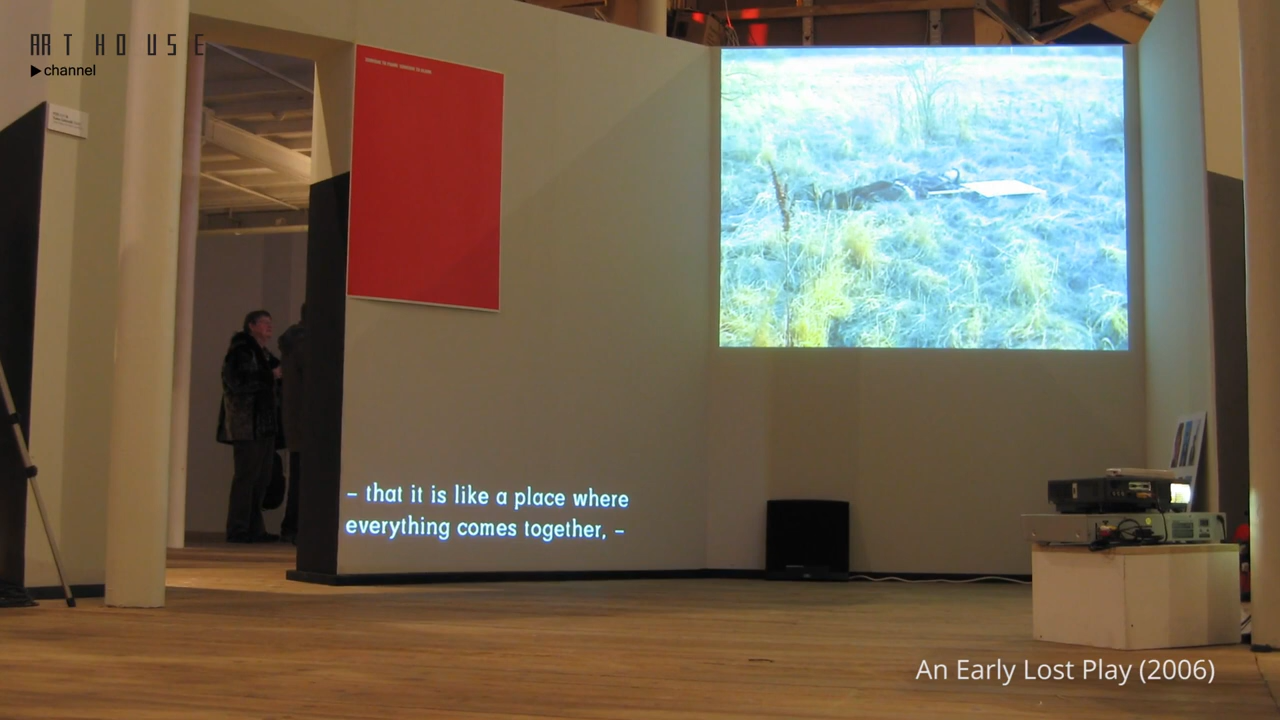 ART HOUSE
channel
– that it is like a place where
everything comes together, –
An Early Lost Play (2006)